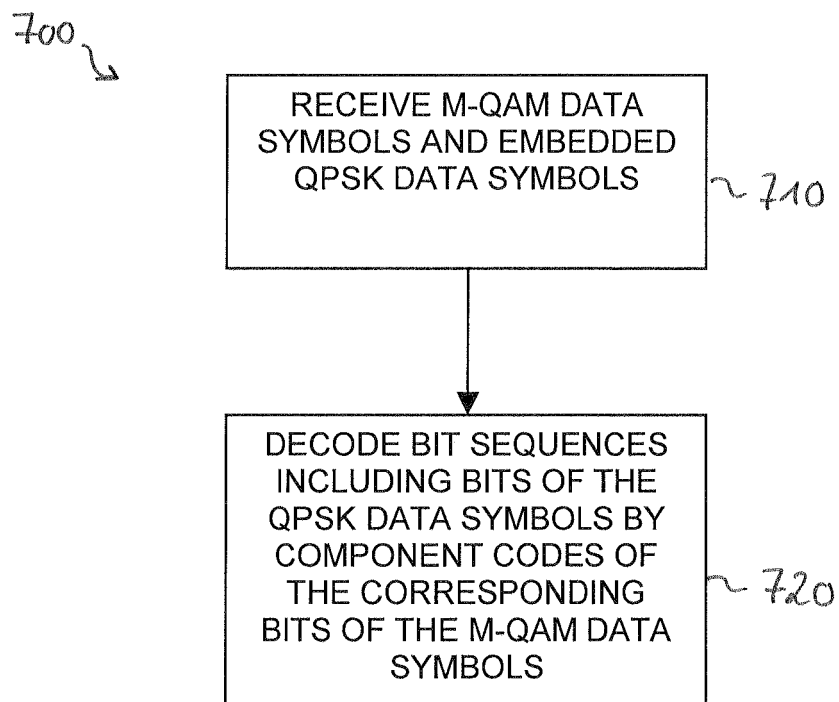 700
RECEIVE M-QAM DATA
SYMBOLS AND EMBEDDED
QPSK DATA SYMBOLS
710
DECODE BIT SEQUENCES
INCLUDING BITS OF THE
QPSK DATA SYMBOLS BY
COMPONENT CODES OF
THE CORRESPONDING
BITS OF THE M-QAM DATA
SYMBOLS
720